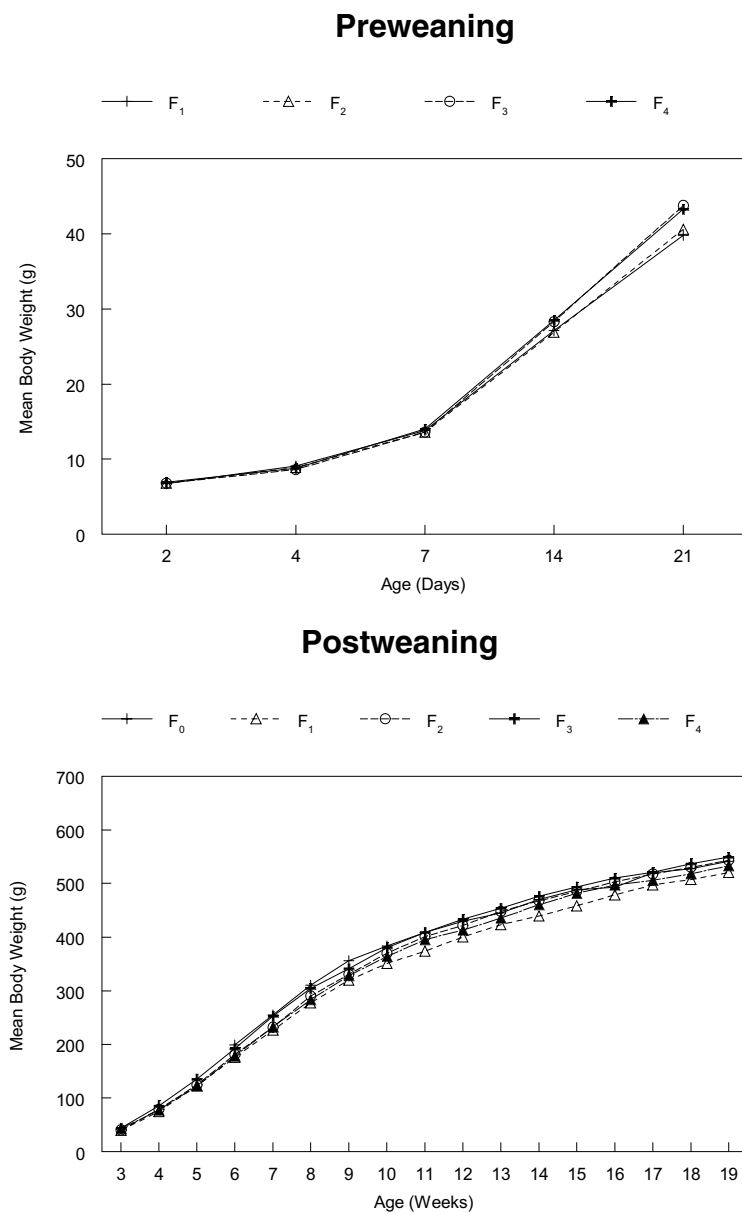 Preweaning
F1 F2 F3 F4
50
40
30
20
10
0
Mean Body Weight (g)
2 4 7 14 21
Age (Days)
Postweaning
F0 F1 F2 F3 F4
700
600
500
400
300
200
100
0
Mean Body Weight (g)
3 4 5 6 7 8 9 10 11 12 13 14 15 16 17 18 19
Age (Weeks)